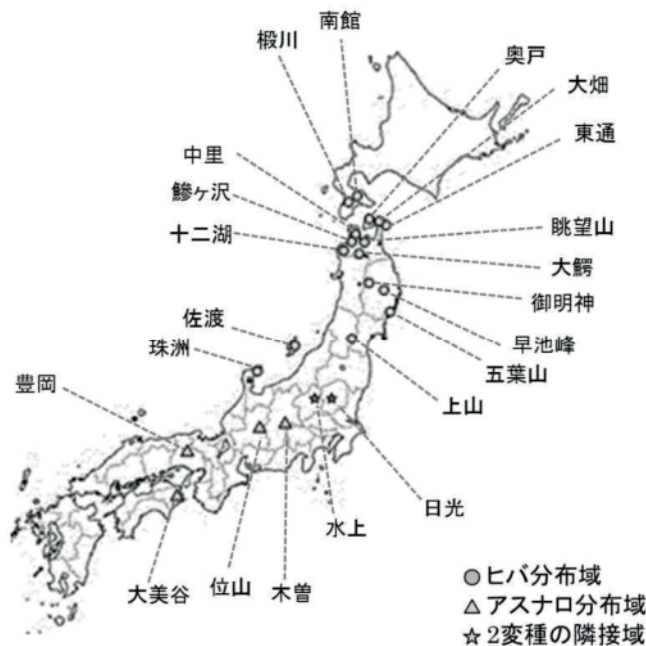 南館
椴川
奥戸
大畑
中里
東通
鰺ヶ沢
眺望山
十二湖
大鰐
御明神
佐渡
早池峰
珠洲
五葉山
豊岡
上山
日光
水上
大美谷
位山
木曽
ヒバ分布域
アスナロ分布域
2変種の隣接域